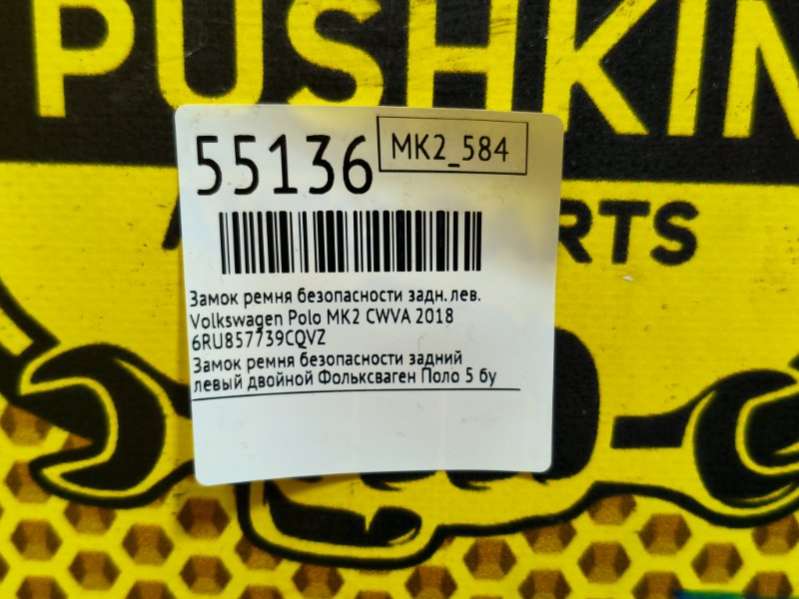 PUSHKIN
RTS
55136
MK2_584
Замок ремня безопасности задн. лев.
Volkswagen Polo MK2 CWVA 2018
6RU857739CQVZ
Замок ремня безопасности задний
левый двойной Фольксваген Поло 5 бу